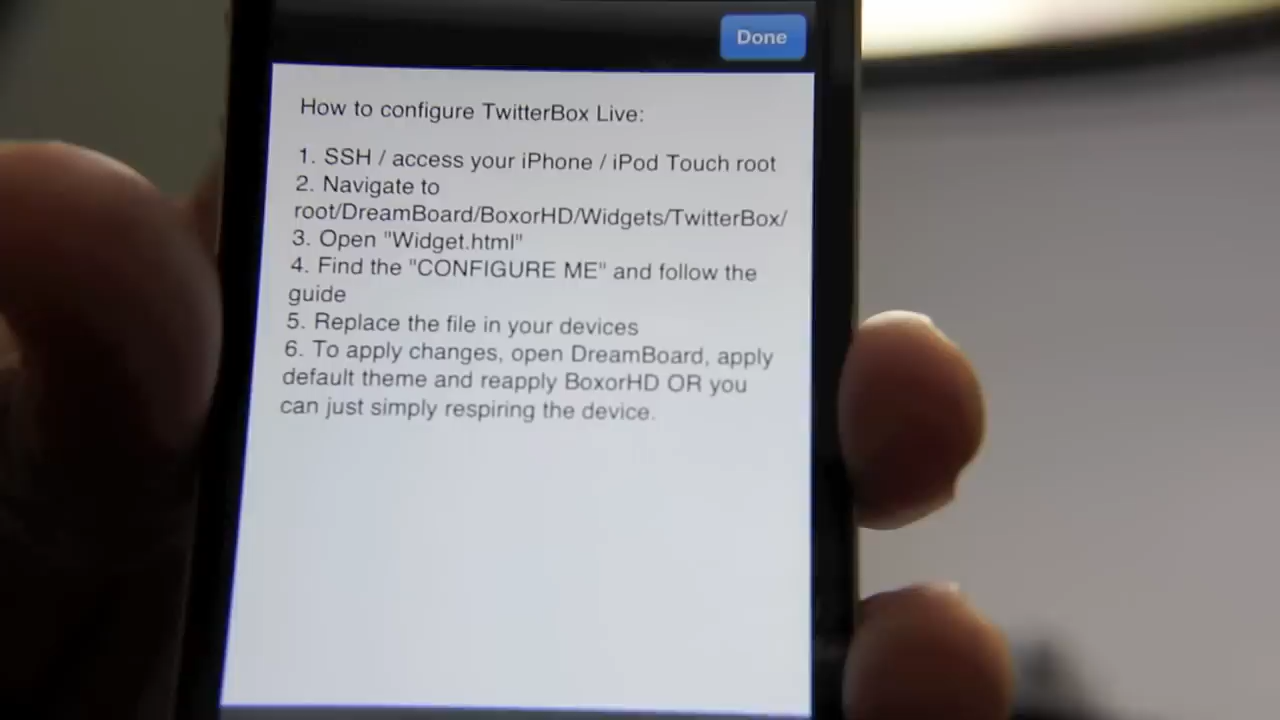 Done
How to configure TwitterBox Live:
1. SSH / access your iPhone / iPod Touch root
2. Navigate to
root/DreamBoard/BoxorHD/Widgets/TwitterBox/
3. Open "Widget.html"
4. Find the "CONFIGURE ME" and follow the
guide
5. Replace the file in your devices
6. To apply changes, open DreamBoard, apply
default theme and reapply BoxorHD OR you
can just simply respiring the device.